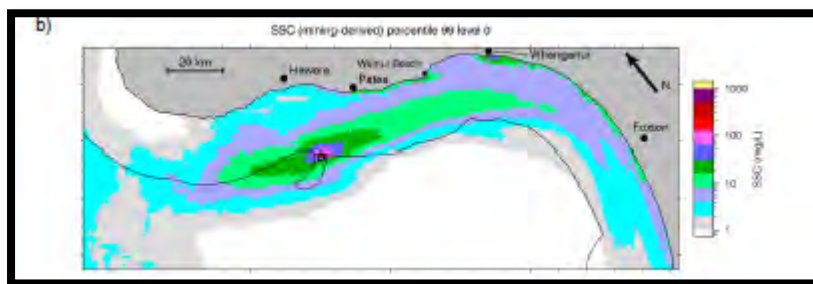 b)
SSC (mining-derived) percentile 99 level 0
20 km
Hawera
Patea
Wainui Beach
Whanganui
N
Foxton
1000
100
10
1
SSC (mg/L)